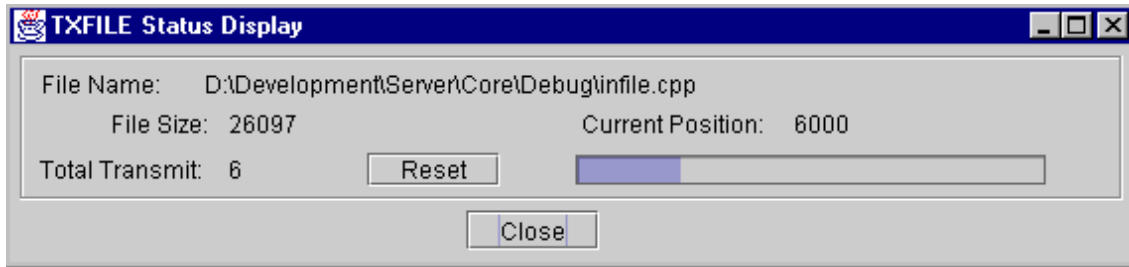 TXFILE Status Display
File Name: D:\Development\Server\Core\Debug\infile.cpp
File Size: 26097 Current Position: 6000
Total Transmit: 6 Reset
Close